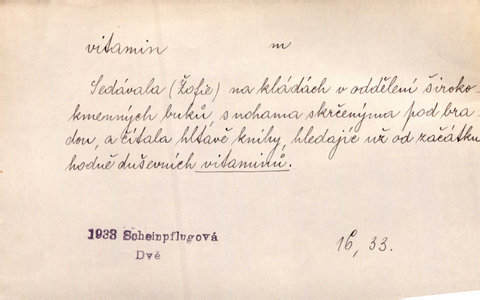 vitamin m
Sedávala (Žofie) na kládách v oddělení široko-
kmenných buků, s nohama skrčenýma pod bra-
dou, a čítala hltavě knihy, hledajíc už od začátku
hodně duševních vitaminů.
1933 Scheinpflugová
Dvě
16, 33.